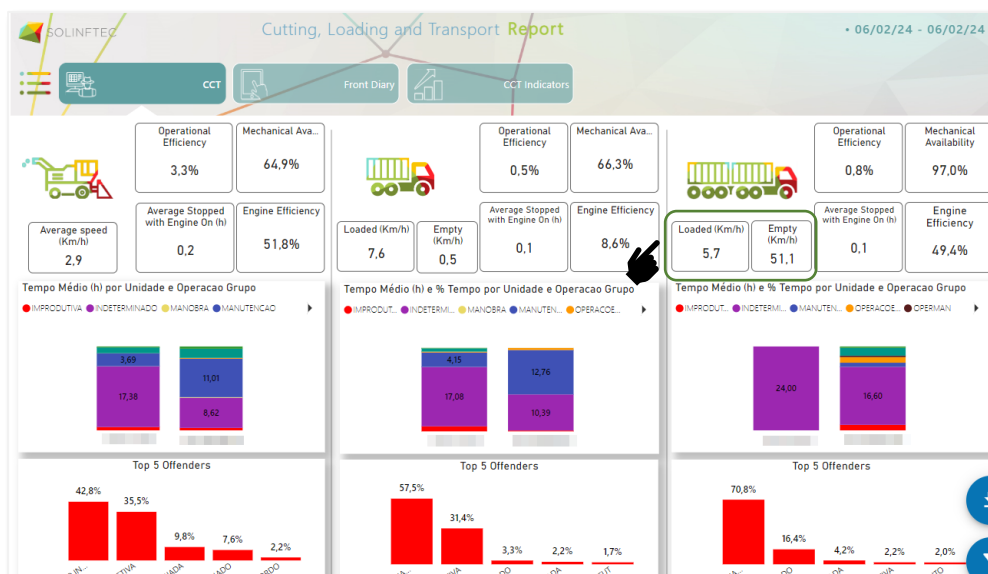 SOLINFTEC
Cutting, Loading and Transport Report
• 06/02/24 - 06/02/24
CCT
Front Diary
CCT Indicators
Operational Efficiency
3,3%
Mechanical Ava...
64,9%
Average speed (Km/h)
2,9
Average Stopped with Engine On (h)
0,2
Engine Efficiency
51,8%
Tempo Médio (h) por Unidade e Operacao Grupo
IMPRODUTIVA INDETERMINADO MANOBRA MANUTENCAO
3,69
17,38
11,01
8,62
Top 5 Offenders
42,8%
35,5%
9,8%
7,6%
2,2%
Operational Efficiency
0,5%
Mechanical Ava...
66,3%
Loaded (Km/h)
7,6
Empty (Km/h)
0,5
Average Stopped with Engine On (h)
0,1
Engine Efficiency
8,6%
Tempo Médio (h) e % Tempo por Unidade e Operacao Grupo
IMPRODUT... INDETERMI... MANOBRA MANUTEN... OPERACOE...
4,15
17,08
12,76
10,39
Top 5 Offenders
57,5%
31,4%
3,3%
2,2%
1,7%
Operational Efficiency
0,8%
Mechanical Availability
97,0%
Loaded (Km/h)
5,7
Empty (Km/h)
51,1
Average Stopped with Engine On (h)
0,1
Engine Efficiency
49,4%
Tempo Médio (h) e % Tempo por Unidade e Operacao Grupo
IMPRODUT... INDETERMI... MANUTEN... OPERACOE... OPERMAN
24,00
16,60
Top 5 Offenders
70,8%
16,4%
4,2%
2,2%
2,0%